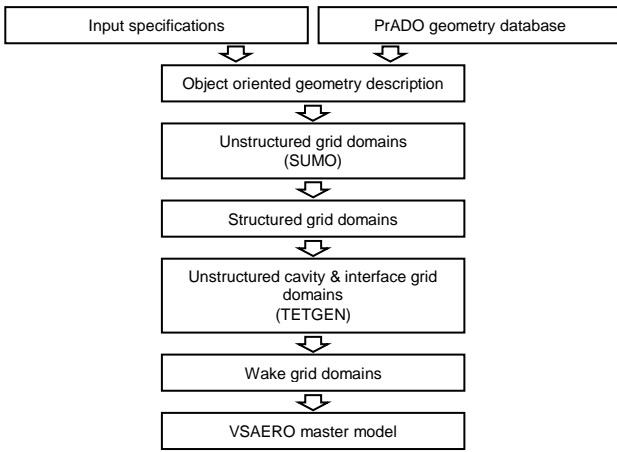 Input specifications
PrADO geometry database
Object oriented geometry description
Unstructured grid domains
(SUMO)
Structured grid domains
Unstructured cavity & interface grid
domains
(TETGEN)
Wake grid domains
VSAERO master model